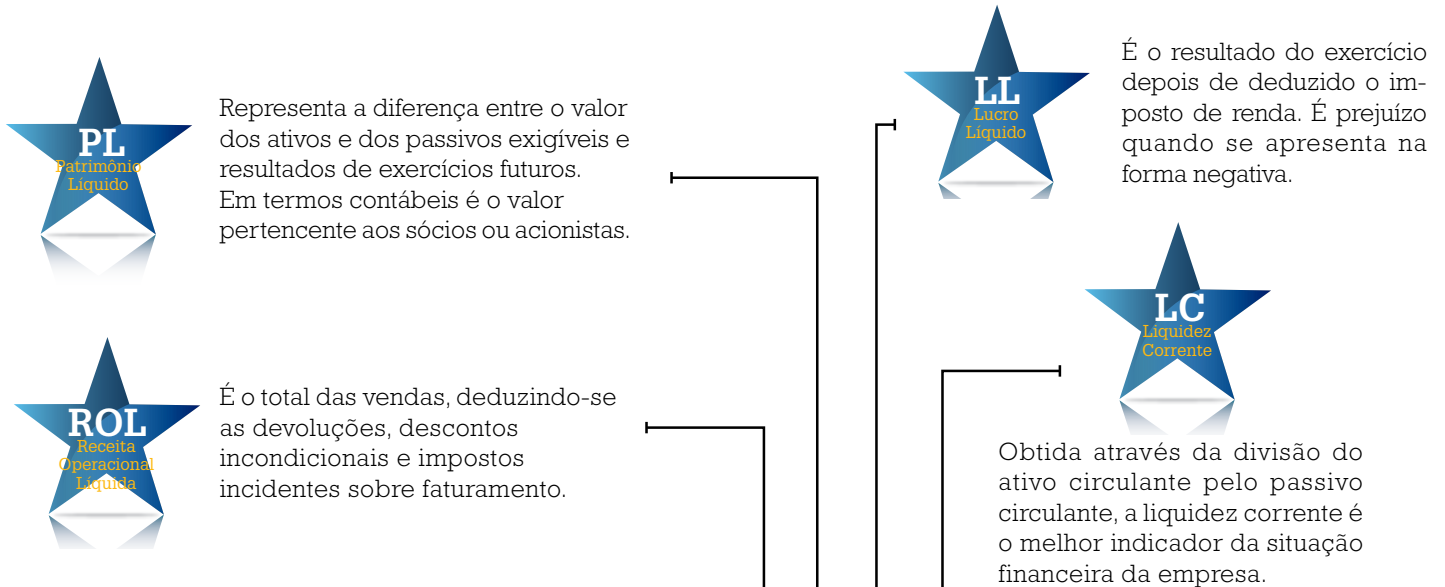 PL
Patrimônio
Líquido
Representa a diferença entre o valor
dos ativos e dos passivos exigíveis e
resultados de exercícios futuros.
Em termos contábeis é o valor
pertencente aos sócios ou acionistas.
ROL
Receita
Operacional
Líquida
É o total das vendas, deduzindo-se
as devoluções, descontos
incondicionais e impostos
incidentes sobre faturamento.
LL
Lucro
Líquido
É o resultado do exercício
depois de deduzido o im-
posto de renda. É prejuízo
quando se apresenta na
forma negativa.
LC
Liquidez
Corrente
Obtida através da divisão do
ativo circulante pelo passivo
circulante, a liquidez corrente é
o melhor indicador da situação
financeira da empresa.